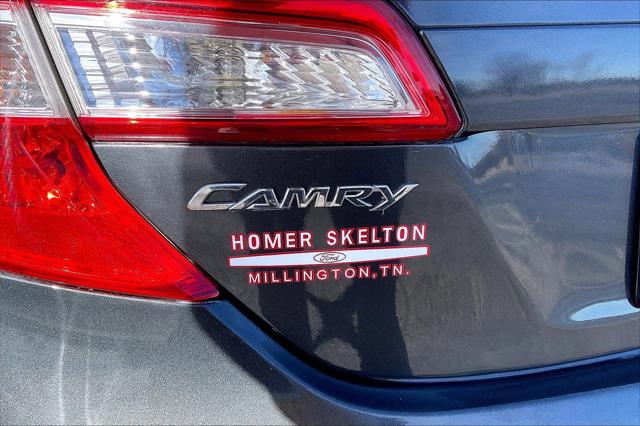 CAMRY
HOMER SKELTON
Ford
MILLINGTON, TN.